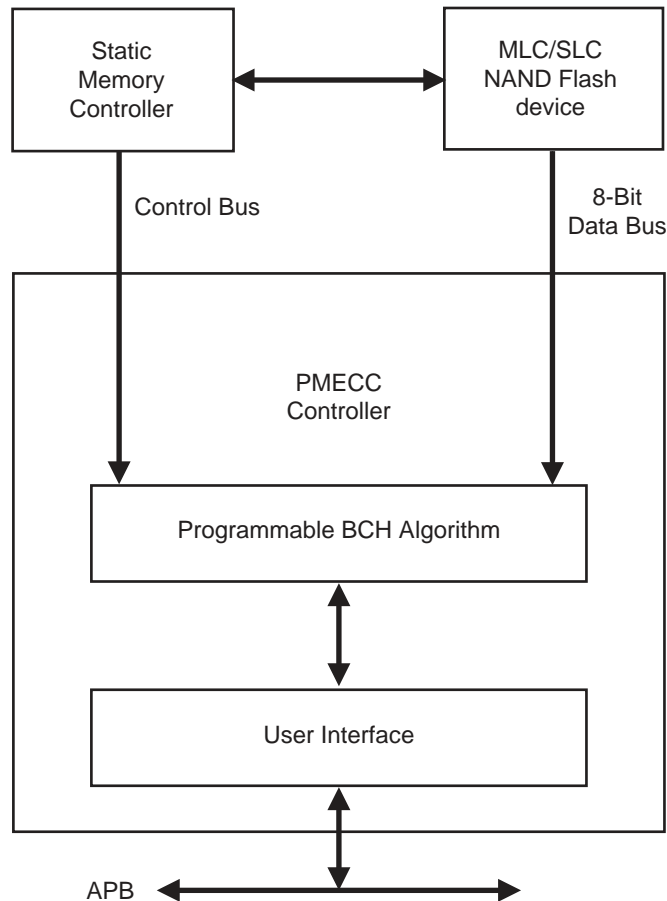 Static
Memory
Controller
MLC/SLC
NAND Flash
device
Control Bus
8-Bit
Data Bus
PMECC
Controller
Programmable BCH Algorithm
User Interface
APB